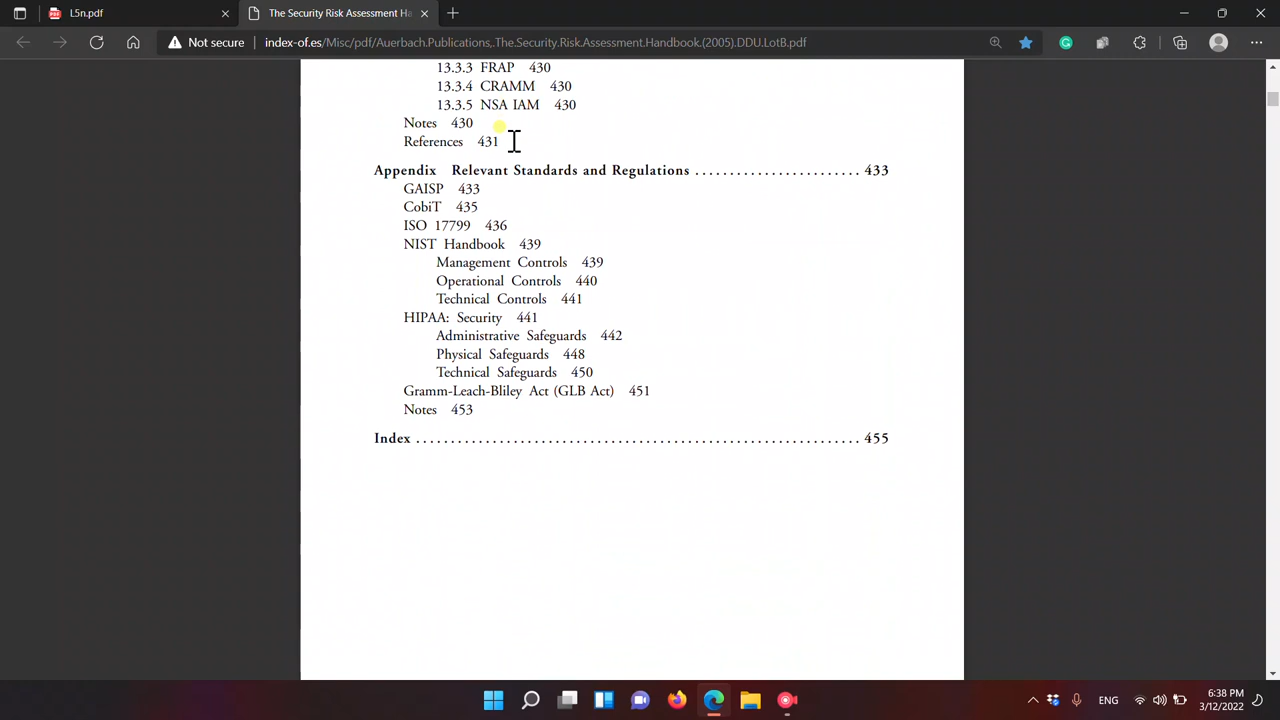 L5n.pdf
The Security Risk Assessment Ha
Not secure
index-of.es/Misc/pdf/Auerbach.Publications,.The.Security.Risk.Assessment.Handbook.(2005).DDU.LotB.pdf
13.3.3 FRAP 430
13.3.4 CRAMM 430
13.3.5 NSA IAM 430
Notes 430
References 431
Appendix Relevant Standards and Regulations ........................ 433
GAISP 433
CobiT 435
ISO 17799 436
NIST Handbook 439
Management Controls 439
Operational Controls 440
Technical Controls 441
HIPAA: Security 441
Administrative Safeguards 442
Physical Safeguards 448
Technical Safeguards 450
Gramm-Leach-Bliley Act (GLB Act) 451
Notes 453
Index ................................................................ 455
ENG
6:38 PM
3/12/2022